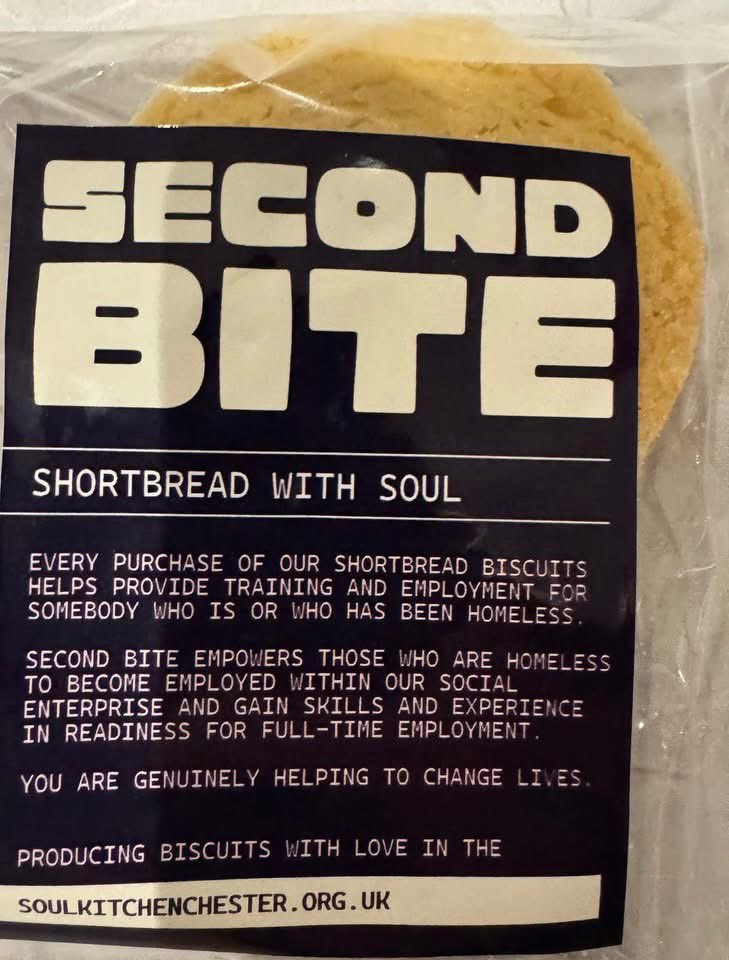 SECOND
BITE
SHORTBREAD WITH SOUL
EVERY PURCHASE OF OUR SHORTBREAD BISCUITS
HELPS PROVIDE TRAINING AND EMPLOYMENT FOR
SOMEBODY WHO IS OR WHO HAS BEEN HOMELESS.
SECOND BITE EMPOWERS THOSE WHO ARE HOMELESS
TO BECOME EMPLOYED WITHIN OUR SOCIAL
ENTERPRISE AND GAIN SKILLS AND EXPERIENCE
IN READINESS FOR FULL-TIME EMPLOYMENT.
YOU ARE GENUINELY HELPING TO CHANGE LIVES.
PRODUCING BISCUITS WITH LOVE IN THE
SOULKITCHENCHESTER.ORG.UK